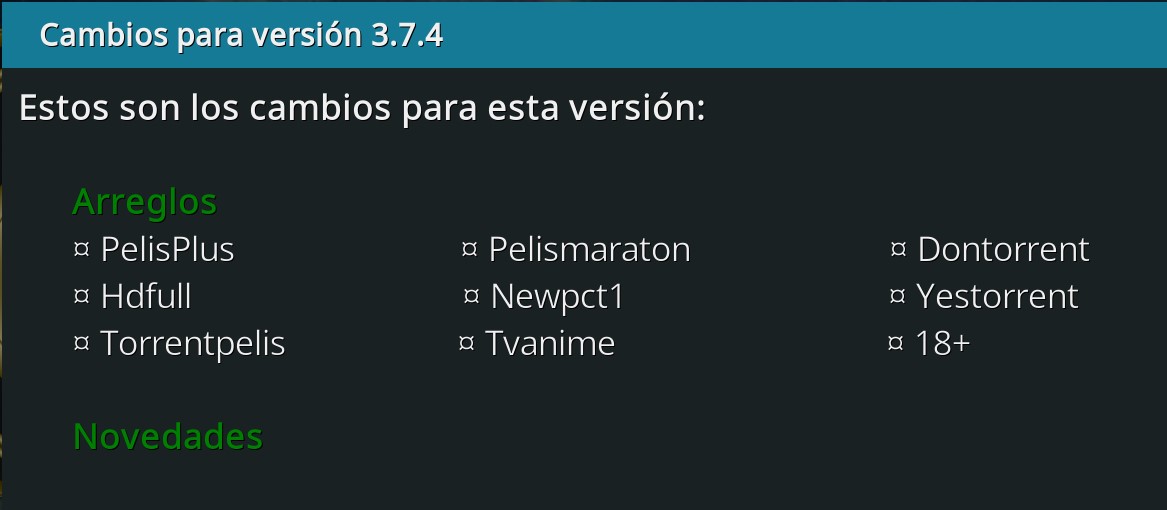 Cambios para versión 3.7.4
Estos son los cambios para esta versión:
Arreglos
¤ PelisPlus ¤ Pelismaraton ¤ Dontorrent
¤ Hdfull ¤ Newpct1 ¤ Yestorrent
¤ Torrentpelis ¤ Tvanime ¤ 18+
Novedades